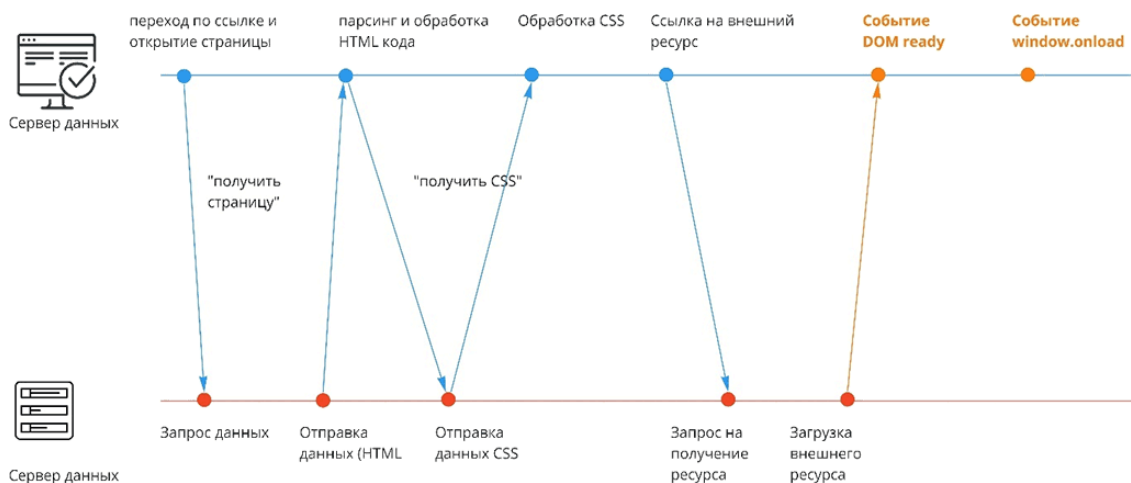 переход по ссылке и
открытие страницы
парсинг и обработка
HTML кода
Обработка CSS
Ссылка на внешний
ресурс
Событие
DOM ready
Событие
window.onload
Сервер данных
"получить
страницу"
"получить CSS"
Запрос данных
Отправка
данных (HTML
Отправка
данных CSS
Запрос на
получение
ресурса
Загрузка
внешнего
ресурса
Сервер данных